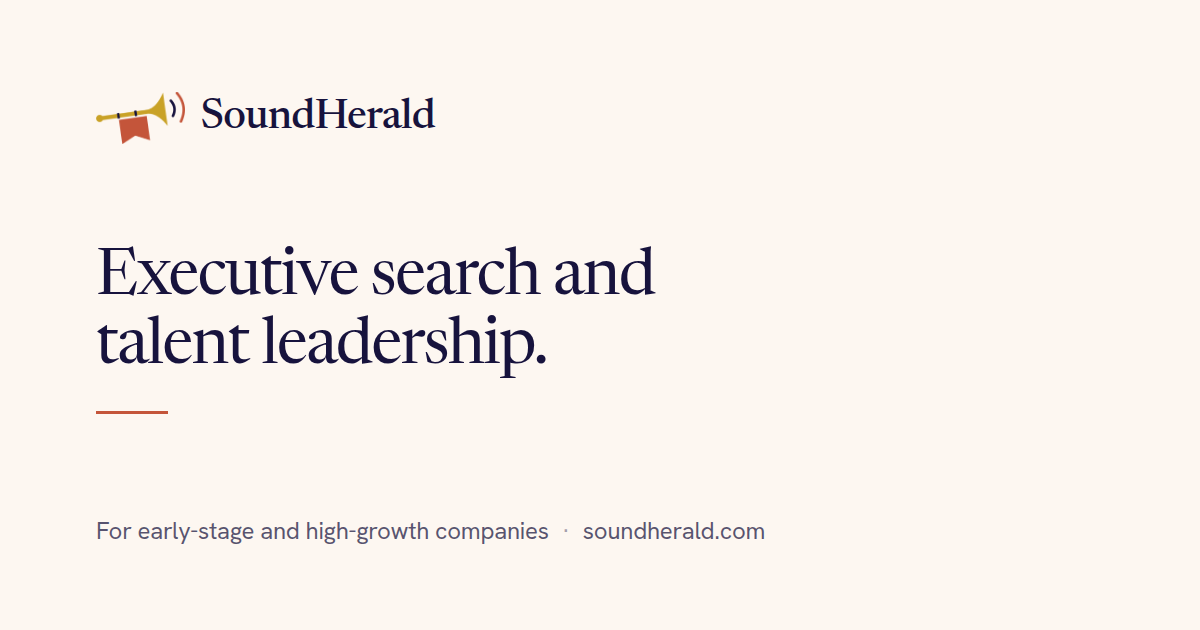 SoundHerald
Executive search and
talent leadership.
For early-stage and high-growth companies · soundherald.com